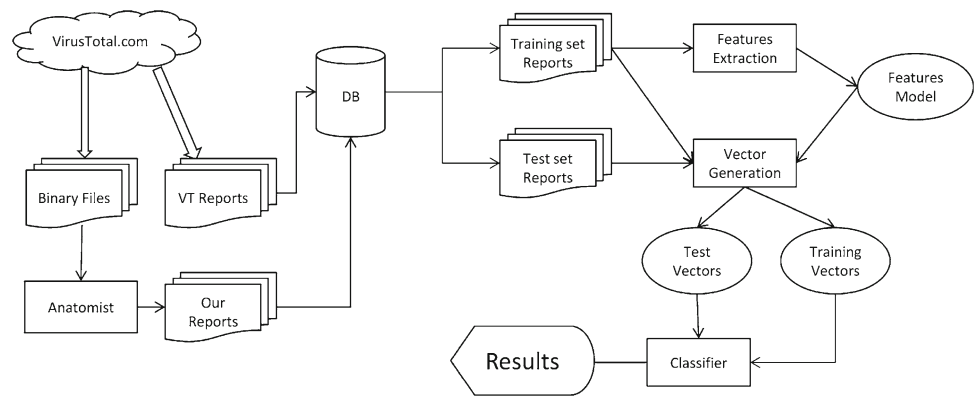 VirusTotal.com
Binary Files
VT Reports
Anatomist
Our
Reports
DB
Training set
Reports
Test set
Reports
Features
Extraction
Features
Model
Vector
Generation
Test
Vectors
Training
Vectors
Classifier
Results